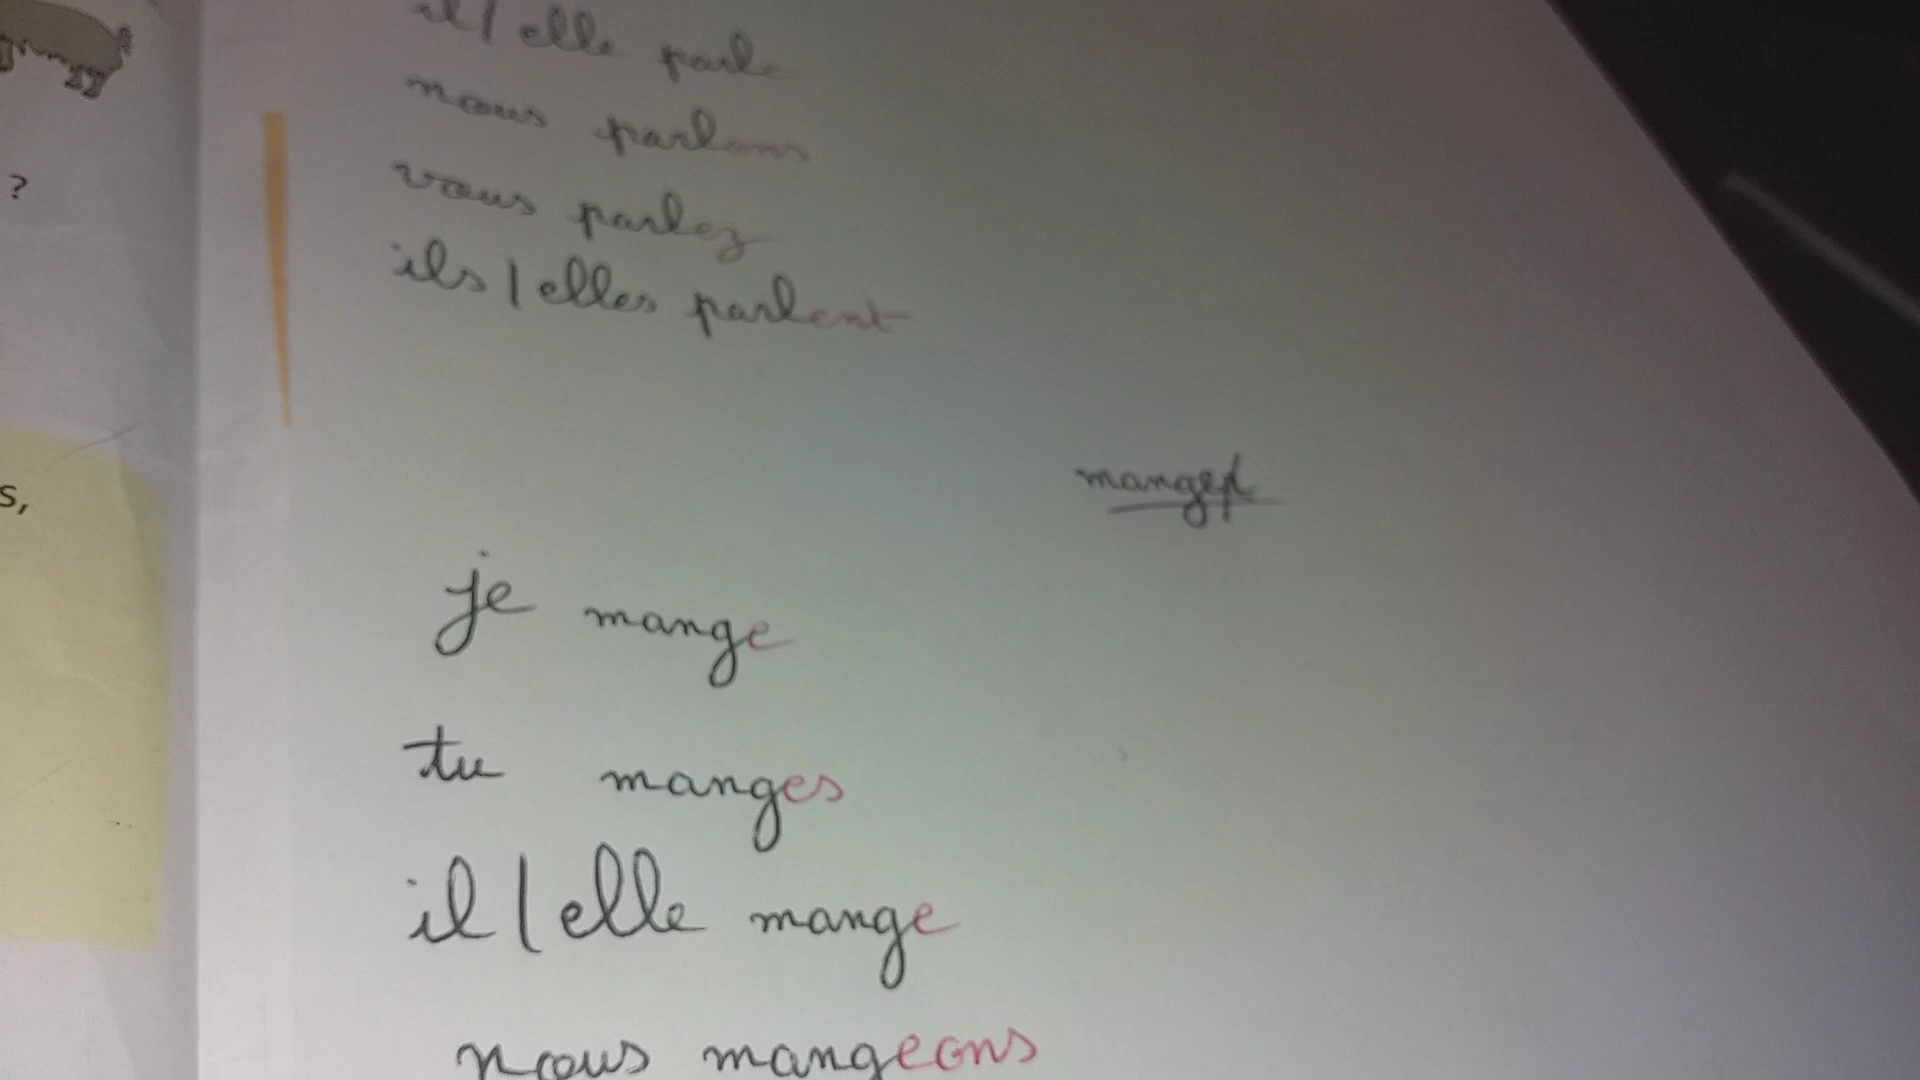 il/elle parle
nous parlons
vous parlez
ils/elles parlent
?
s,
manger
je mange
tu manges
il/elle mange
nous mangeons